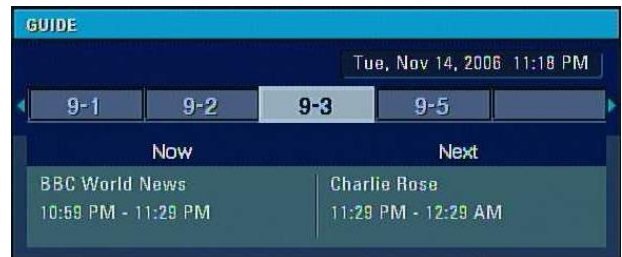 GUIDE
Tue, Nov 14, 2006 11:18 PM
9-1 9-2 9-3 9-5
Now Next
BBC World News Charlie Rose
10:59 PM - 11:29 PM 11:29 PM - 12:29 AM